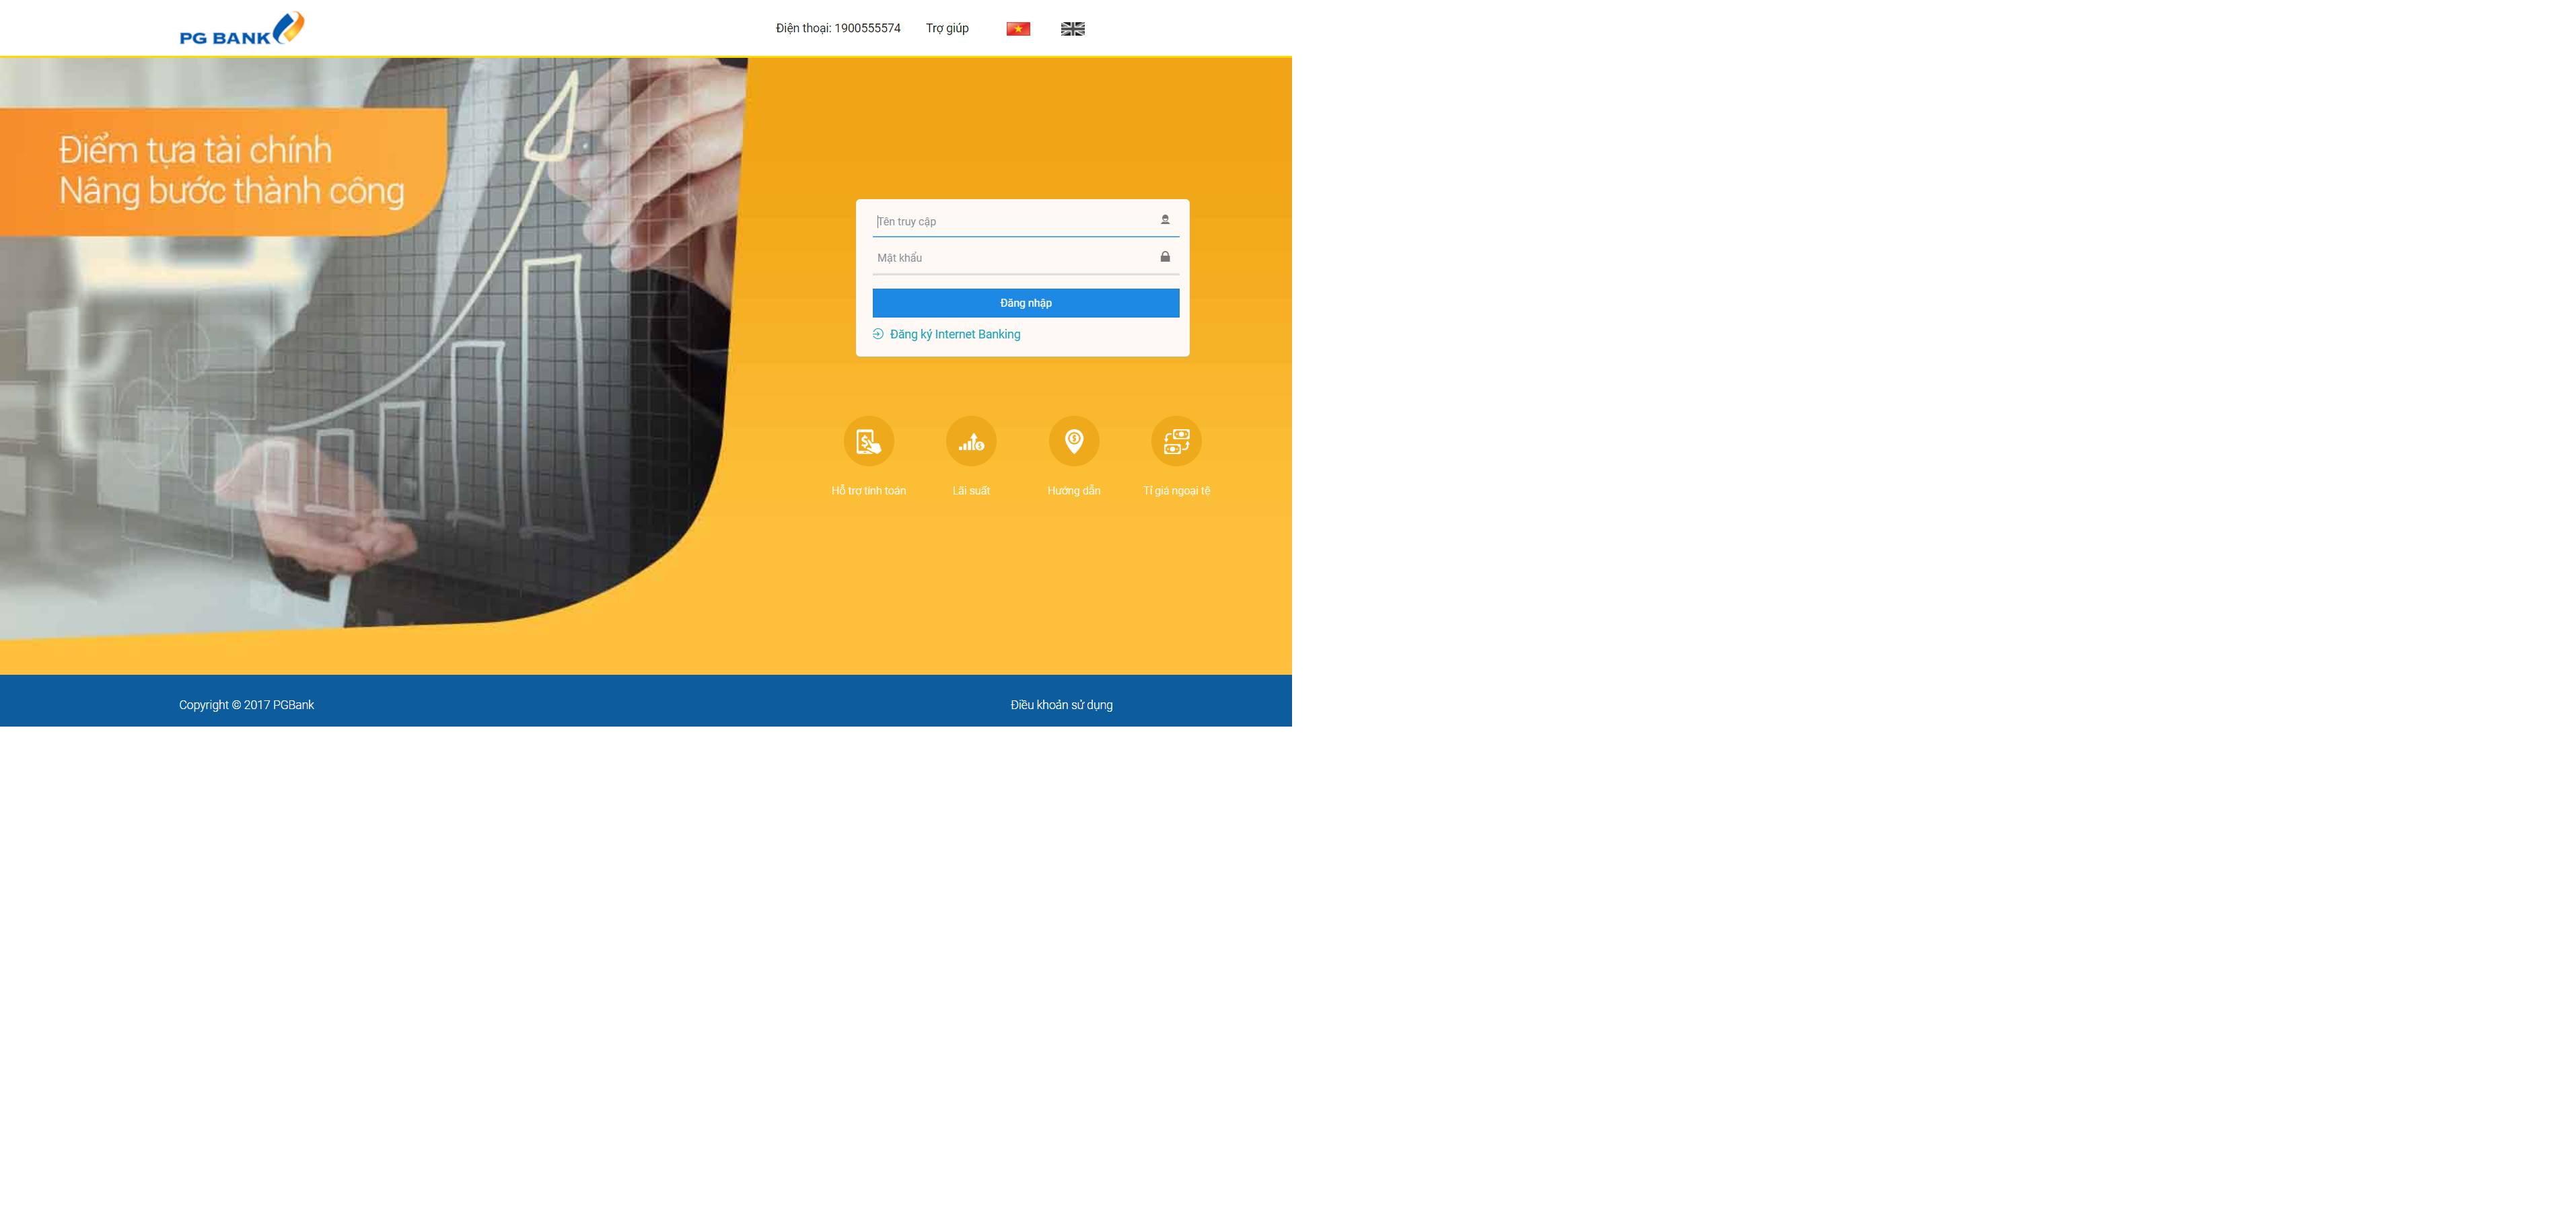 PG BANK
Điện thoại: 1900555574
Trợ giúp
Điểm tựa tài chính
Nâng bước thành công
Tên truy cập
Mật khẩu
Đăng nhập
Đăng ký Internet Banking
Hỗ trợ tính toán
Lãi suất
Hướng dẫn
Tỉ giá ngoại tệ
Copyright © 2017 PGBank
Điều khoản sử dụng